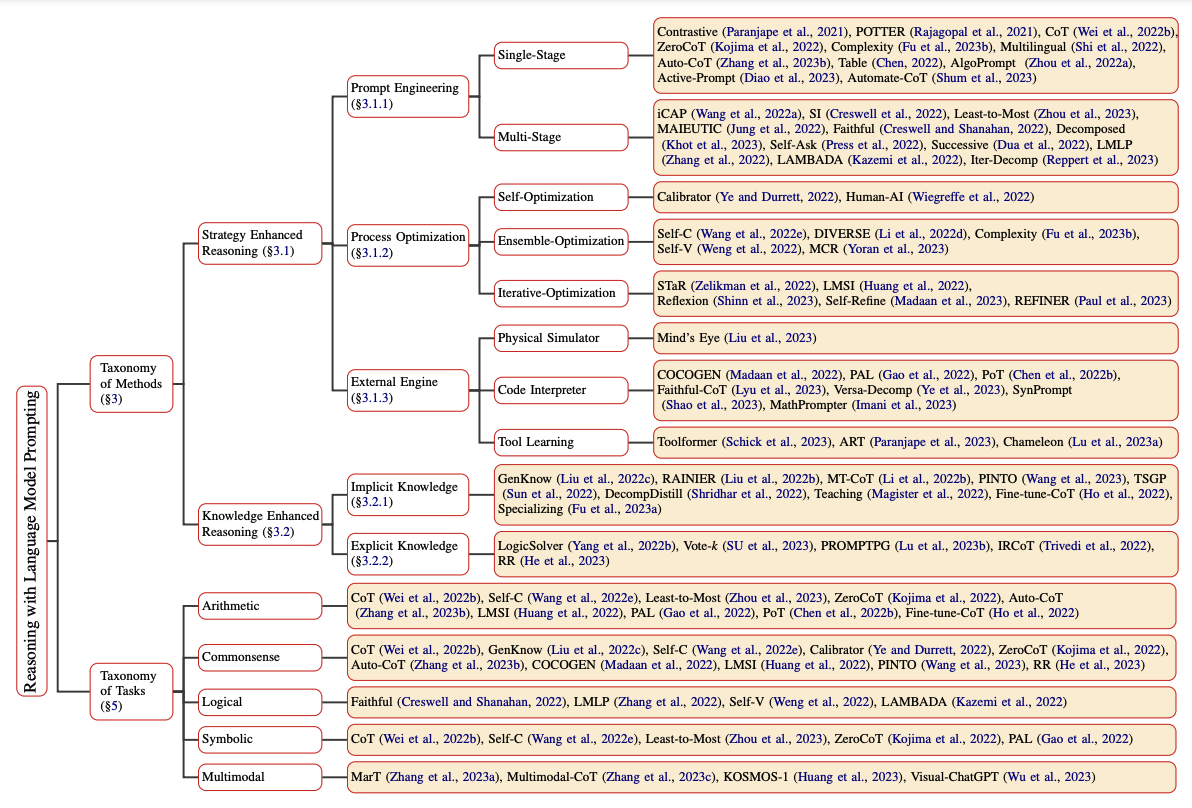 Reasoning with Language Model Prompting
Taxonomy
of Methods
(§3)
Strategy Enhanced
Reasoning (§3.1)
Prompt Engineering
(§3.1.1)
Single-Stage
Contrastive (Paranjape et al., 2021), POTTER (Rajagopal et al., 2021), CoT (Wei et al., 2022b),
ZeroCoT (Kojima et al., 2022), Complexity (Fu et al., 2023b), Multilingual (Shi et al., 2022),
Auto-CoT (Zhang et al., 2023b), Table (Chen, 2022), AlgoPrompt (Zhou et al., 2022a),
Active-Prompt (Diao et al., 2023), Automate-CoT (Shum et al., 2023)
Multi-Stage
iCAP (Wang et al., 2022a), SI (Creswell et al., 2022), Least-to-Most (Zhou et al., 2023),
MAIEUTIC (Jung et al., 2022), Faithful (Creswell and Shanahan, 2022), Decomposed
(Khot et al., 2023), Self-Ask (Press et al., 2022), Successive (Dua et al., 2022), LMLP
(Zhang et al., 2022), LAMBADA (Kazemi et al., 2022), Iter-Decomp (Reppert et al., 2023)
Process Optimization
(§3.1.2)
Self-Optimization
Calibrator (Ye and Durrett, 2022), Human-AI (Wiegreffe et al., 2022)
Ensemble-Optimization
Self-C (Wang et al., 2022e), DIVERSE (Li et al., 2022d), Complexity (Fu et al., 2023b),
Self-V (Weng et al., 2022), MCR (Yoran et al., 2023)
Iterative-Optimization
STaR (Zelikman et al., 2022), LMSI (Huang et al., 2022),
Reflexion (Shinn et al., 2023), Self-Refine (Madaan et al., 2023), REFINER (Paul et al., 2023)
External Engine
(§3.1.3)
Physical Simulator
Mind's Eye (Liu et al., 2023)
Code Interpreter
COCOGEN (Madaan et al., 2022), PAL (Gao et al., 2022), PoT (Chen et al., 2022b),
Faithful-CoT (Lyu et al., 2023), Versa-Decomp (Ye et al., 2023), SynPrompt
(Shao et al., 2023), MathPrompter (Imani et al., 2023)
Tool Learning
Toolformer (Schick et al., 2023), ART (Paranjape et al., 2023), Chameleon (Lu et al., 2023a)
Knowledge Enhanced
Reasoning (§3.2)
Implicit Knowledge
(§3.2.1)
GenKnow (Liu et al., 2022c), RAINIER (Liu et al., 2022b), MT-CoT (Li et al., 2022b), PINTO (Wang et al., 2023), TSGP
(Sun et al., 2022), DecompDistill (Shridhar et al., 2022), Teaching (Magister et al., 2022), Fine-tune-CoT (Ho et al., 2022),
Specializing (Fu et al., 2023a)
Explicit Knowledge
(§3.2.2)
LogicSolver (Yang et al., 2022b), Vote-k (SU et al., 2023), PROMPTPG (Lu et al., 2023b), IRCoT (Trivedi et al., 2022),
RR (He et al., 2023)
Taxonomy
of Tasks
(§5)
Arithmetic
CoT (Wei et al., 2022b), Self-C (Wang et al., 2022e), Least-to-Most (Zhou et al., 2023), ZeroCoT (Kojima et al., 2022), Auto-CoT
(Zhang et al., 2023b), LMSI (Huang et al., 2022), PAL (Gao et al., 2022), PoT (Chen et al., 2022b), Fine-tune-CoT (Ho et al., 2022)
Commonsense
CoT (Wei et al., 2022b), GenKnow (Liu et al., 2022c), Self-C (Wang et al., 2022e), Calibrator (Ye and Durrett, 2022), ZeroCoT (Kojima et al., 2022),
Auto-CoT (Zhang et al., 2023b), COCOGEN (Madaan et al., 2022), LMSI (Huang et al., 2022), PINTO (Wang et al., 2023), RR (He et al., 2023)
Logical
Faithful (Creswell and Shanahan, 2022), LMLP (Zhang et al., 2022), Self-V (Weng et al., 2022), LAMBADA (Kazemi et al., 2022)
Symbolic
CoT (Wei et al., 2022b), Self-C (Wang et al., 2022e), Least-to-Most (Zhou et al., 2023), ZeroCoT (Kojima et al., 2022), PAL (Gao et al., 2022)
Multimodal
MarT (Zhang et al., 2023a), Multimodal-CoT (Zhang et al., 2023c), KOSMOS-1 (Huang et al., 2023), Visual-ChatGPT (Wu et al., 2023)